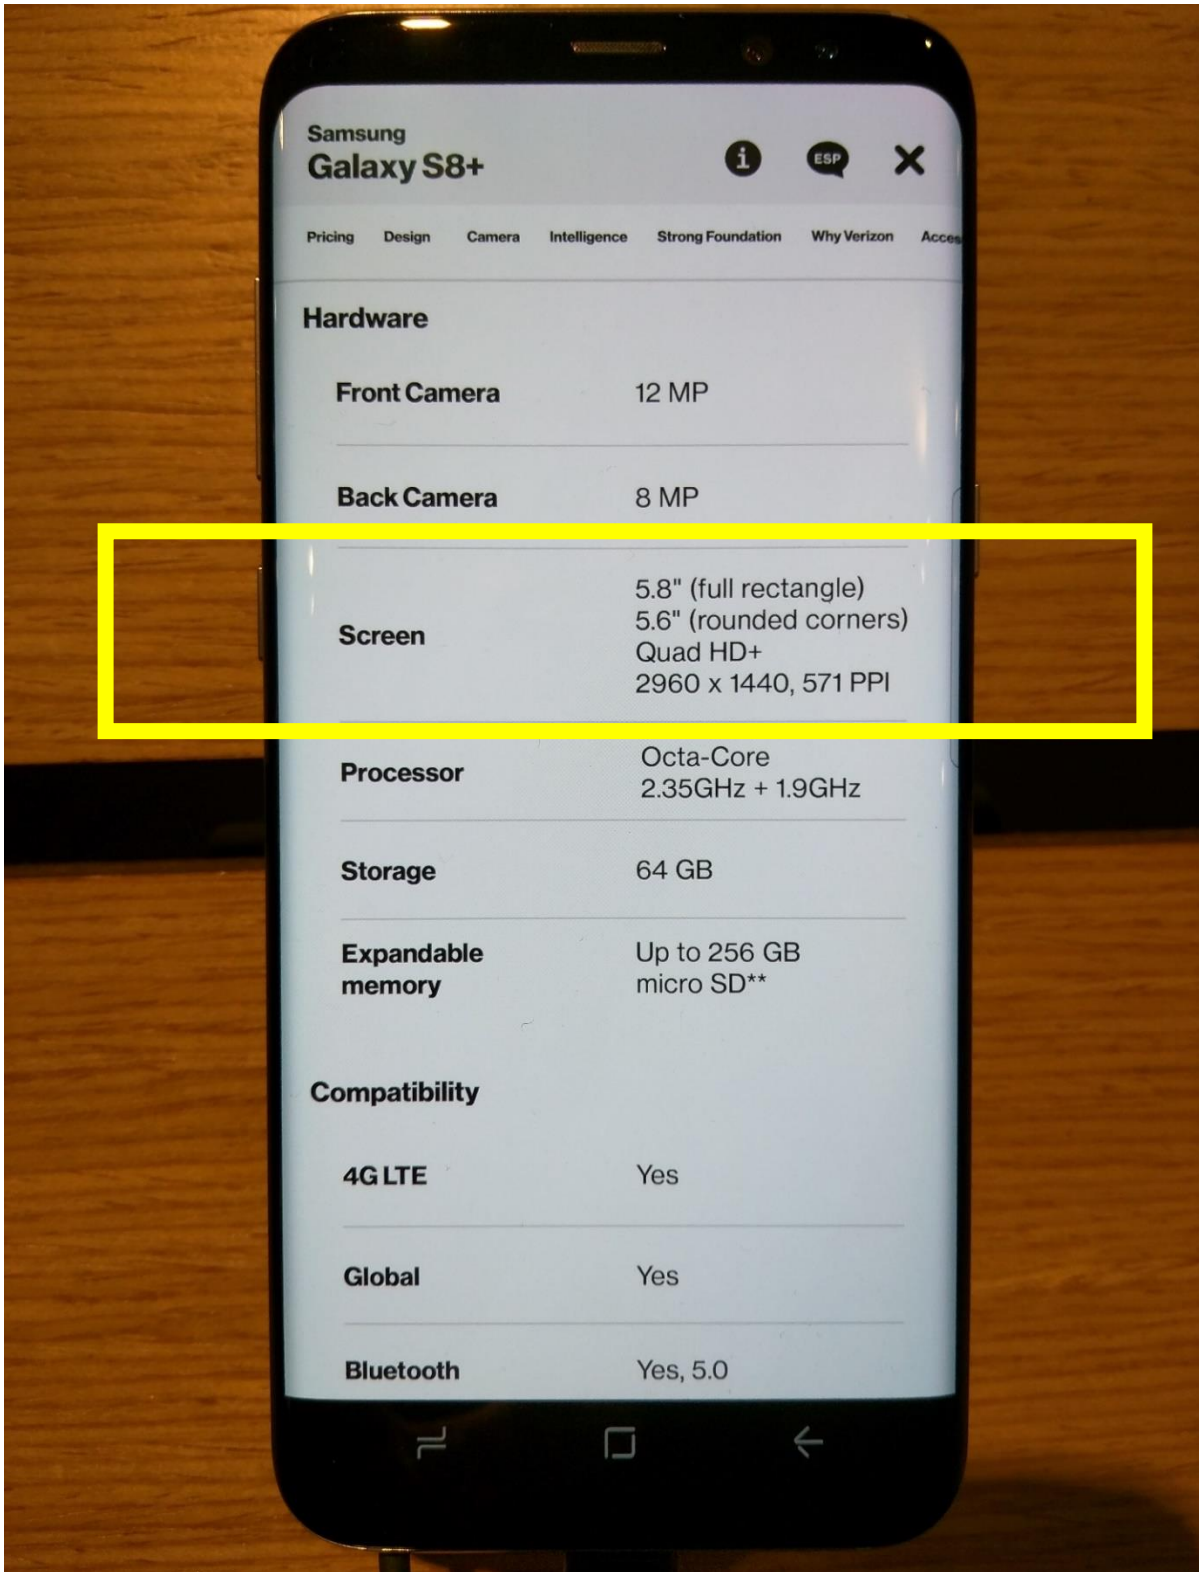 Samsung
Galaxy S8+
i
ESP
Pricing Design Camera Intelligence Strong Foundation Why Verizon Acces
Hardware
Front Camera 12 MP
Back Camera 8 MP
Screen
5.8" (full rectangle)
5.6" (rounded corners)
Quad HD+
2960 x 1440, 571 PPI
Processor
Octa-Core
2.35GHz + 1.9GHz
Storage 64 GB
Expandable memory
Up to 256 GB
micro SD**
Compatibility
4G LTE Yes
Global Yes
Bluetooth Yes, 5.0